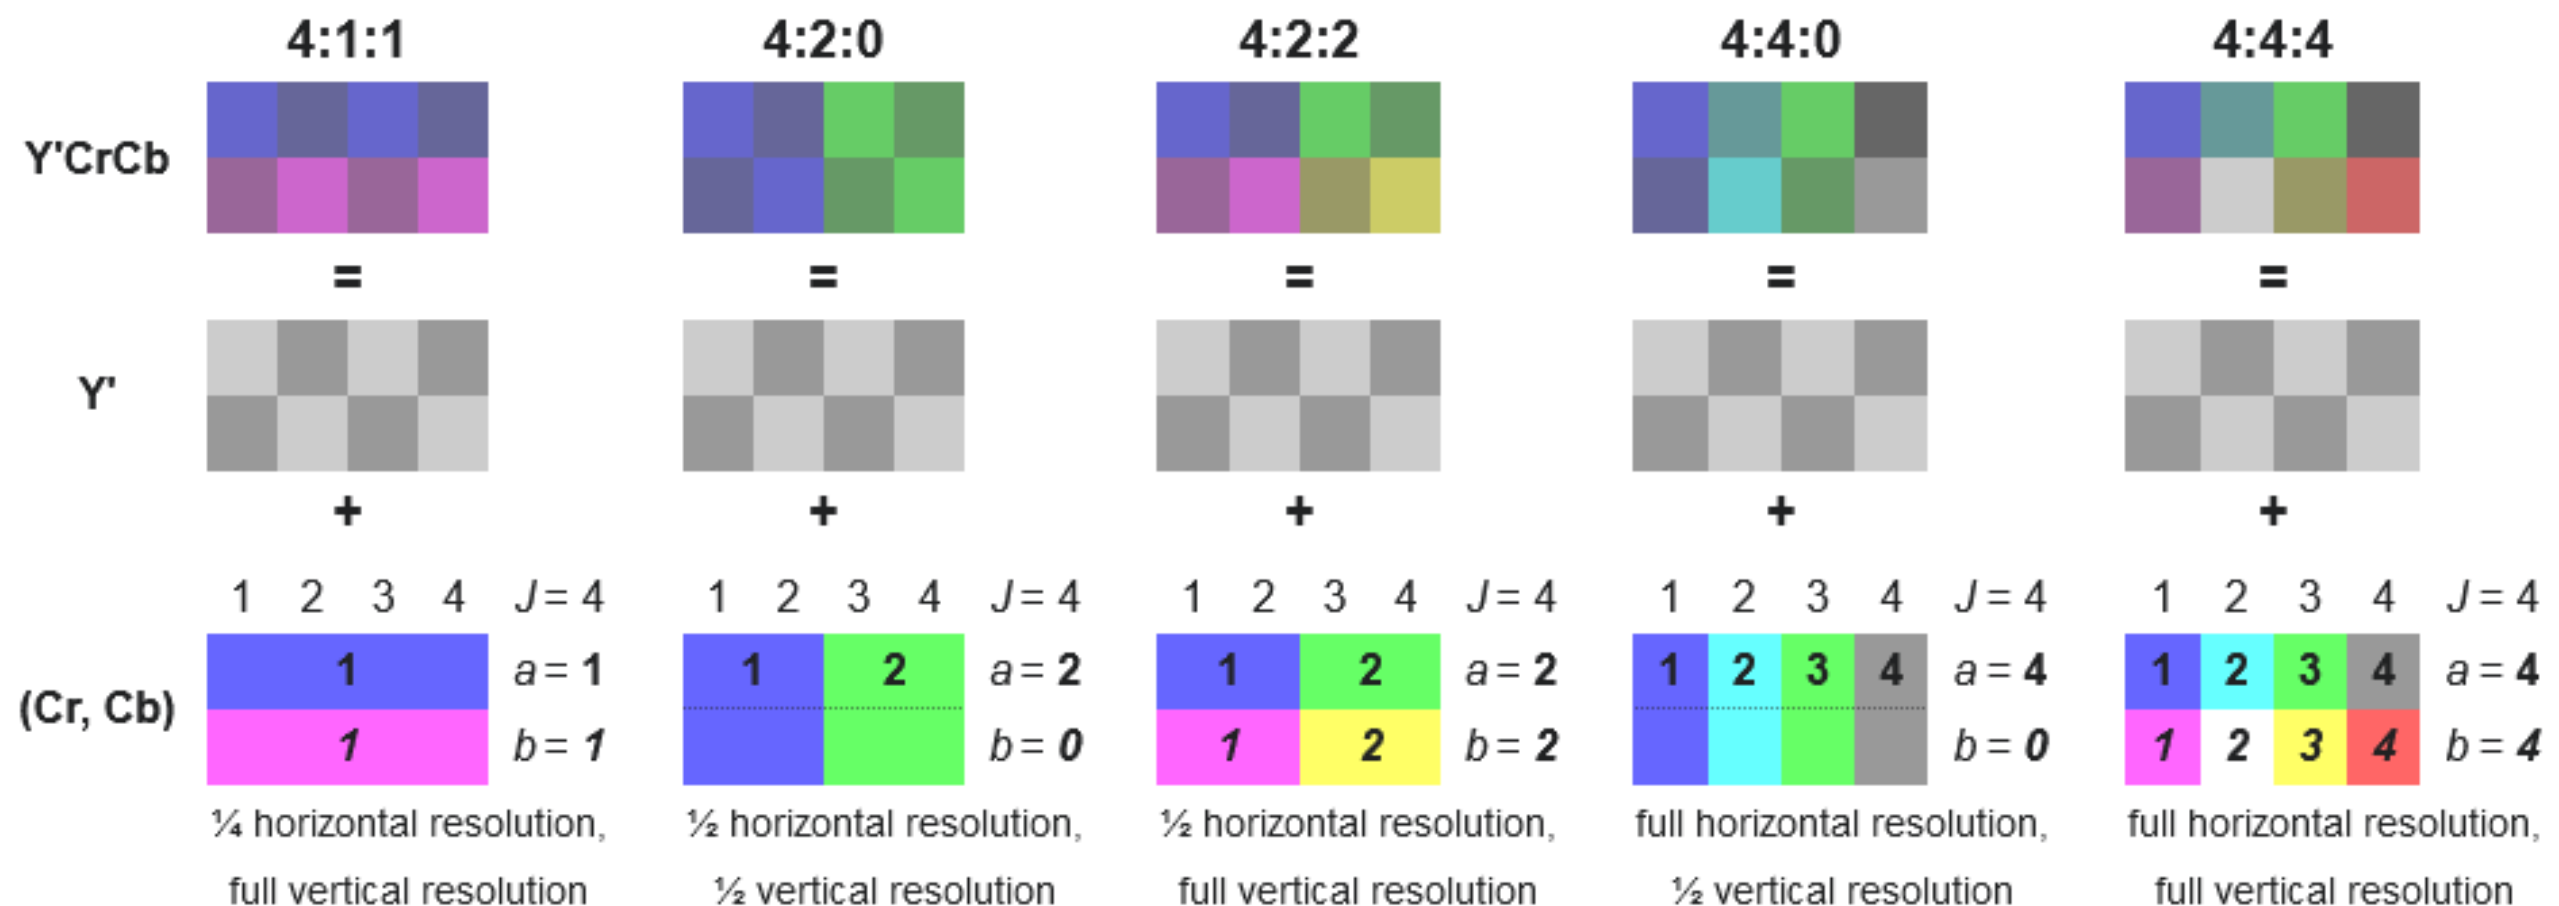 4:1:1 4:2:0 4:2:2 4:4:0 4:4:4
Y'CrCb
= = = = =
Y'
+ + + + +
1 2 3 4 J = 4 1 2 3 4 J = 4 1 2 3 4 J = 4 1 2 3 4 J = 4 1 2 3 4 J = 4
1 a = 1 1 2 a = 2 1 2 a = 2 1 2 3 4 a = 4 1 2 3 4 a = 4
(Cr, Cb)
1 b = 1 b = 0 1 2 b = 2 b = 0 1 2 3 4 b = 4
¼ horizontal resolution, ½ horizontal resolution, ½ horizontal resolution, full horizontal resolution, full horizontal resolution,
full vertical resolution ½ vertical resolution full vertical resolution ½ vertical resolution full vertical resolution